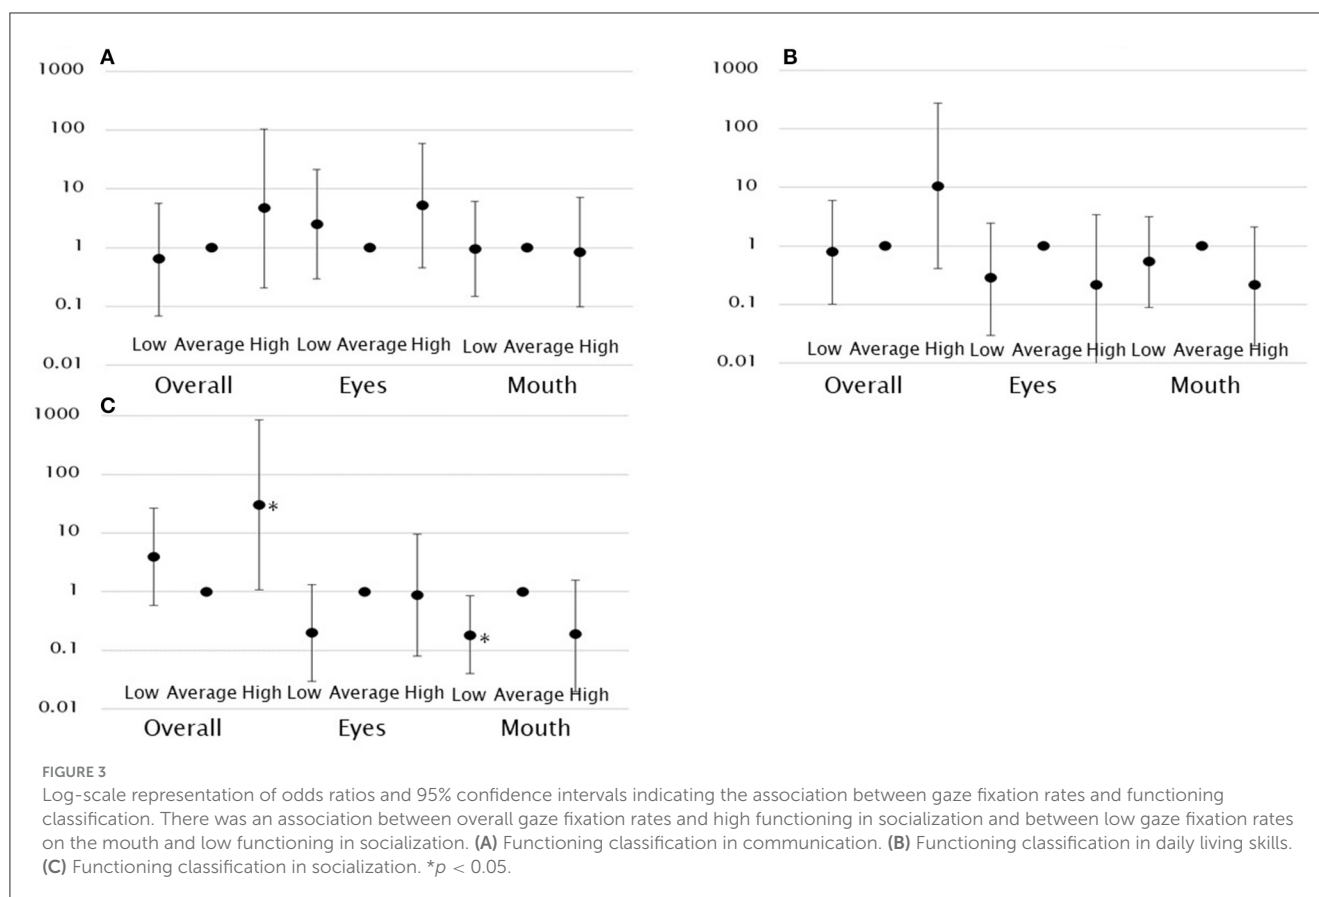 A
1000
100
10
1
0.1
0.01
Low Average High Low Average High Low Average High
Overall Eyes Mouth
B
1000
100
10
1
0.1
0.01
Low Average High Low Average High Low Average High
Overall Eyes Mouth
C
1000
100
10
1
0.1
0.01
*
*
Low Average High Low Average High Low Average High
Overall Eyes Mouth
FIGURE 3
Log-scale representation of odds ratios and 95% confidence intervals indicating the association between gaze fixation rates and functioning
classification. There was an association between overall gaze fixation rates and high functioning in socialization and between low gaze fixation rates
on the mouth and low functioning in socialization. (A) Functioning classification in communication. (B) Functioning classification in daily living skills.
(C) Functioning classification in socialization. *p < 0.05.